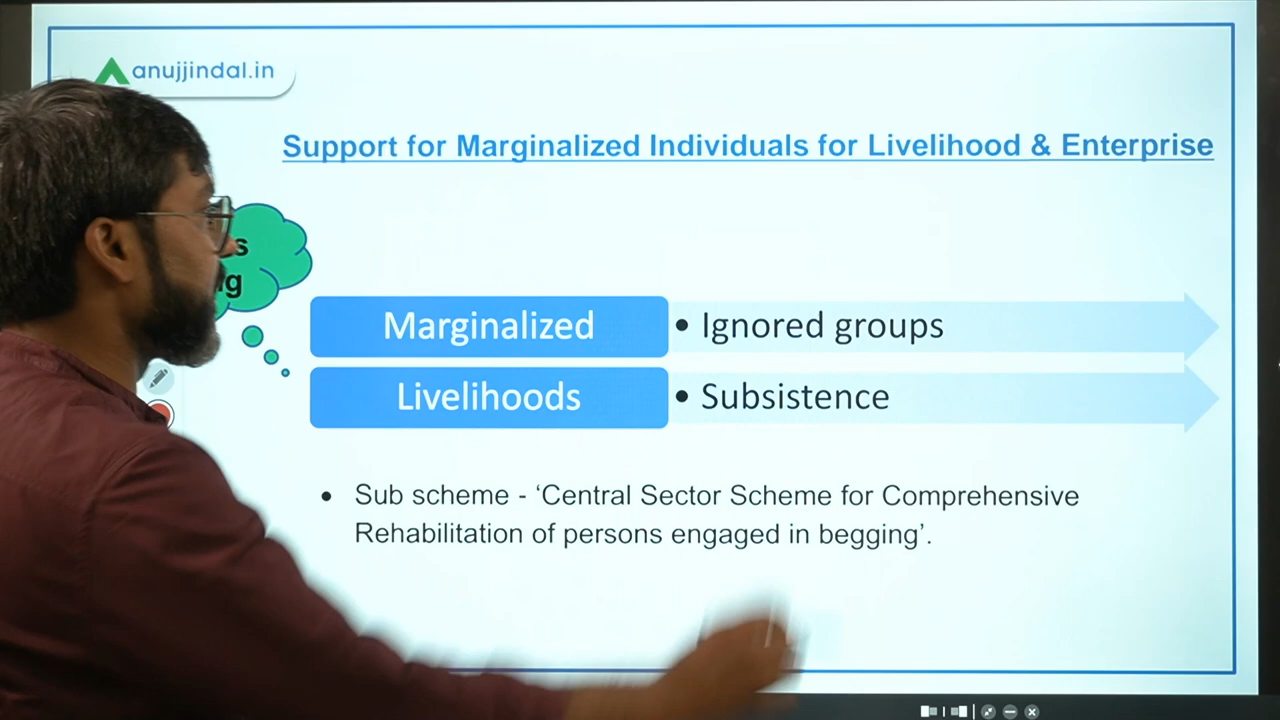 anujjindal.in
Support for Marginalized Individuals for Livelihood & Enterprise
Marginalized
• Ignored groups
Livelihoods
• Subsistence
• Sub scheme - ‘Central Sector Scheme for Comprehensive
Rehabilitation of persons engaged in begging’.